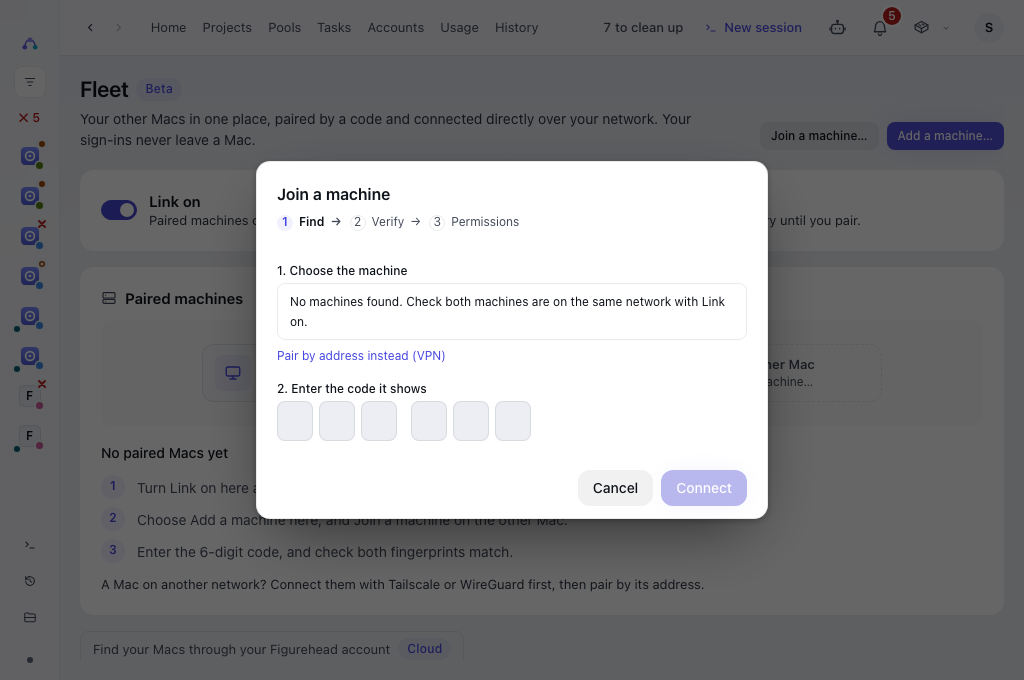 Home Projects Pools Tasks Accounts Usage History 7 to clean up New session 5 S
5
Fleet Beta
Your other Macs in one place, paired by a code and connected directly over your network. Your
sign-ins never leave a Mac.
Join a machine... Add a machine...
Link on
Paired machines
until you pair.
Paired machines
Join a machine
1 Find → 2 Verify → 3 Permissions
1. Choose the machine
No machines found. Check both machines are on the same network with Link
on.
Pair by address instead (VPN)
2. Enter the code it shows
Cancel Connect
Mac
F
F
No paired Macs yet
1 Turn Link on here
2 Choose Add a machine here, and Join a machine on the other Mac.
3 Enter the 6-digit code, and check both fingerprints match.
A Mac on another network? Connect them with Tailscale or WireGuard first, then pair by its address.
Find your Macs through your Figurehead account Cloud